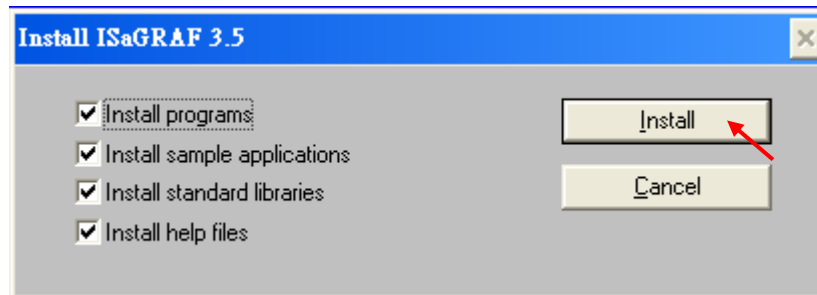 Install ISaGRAF 3.5
Install programs
Install sample applications
Install standard libraries
Install help files
Install
Cancel